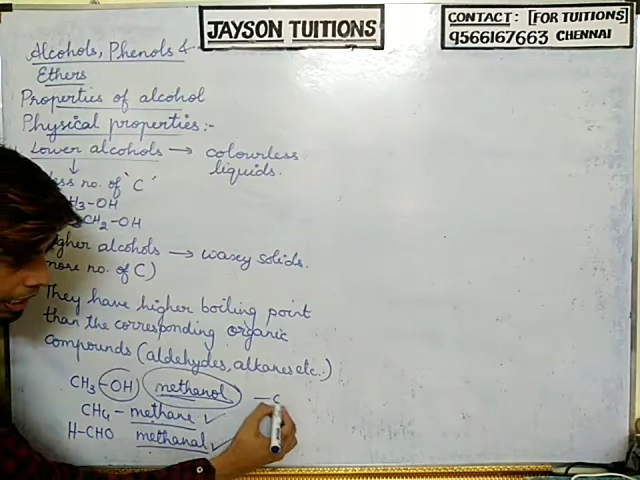 JAYSON TUITIONS
CONTACT: [FOR TUITIONS]
9566167663 CHENNAI
Alcohols, Phenols &
Ethers
Properties of alcohol
Physical properties:-
Lower alcohols → colourless
liquids.
↓
less no. of 'C'
H3-OH
CH2-OH
gher alcohols → waxy solids.
more no. of C)
They have higher boiling point
than the corresponding organic
compounds (aldehydes, alkanes etc..)
CH3-OH methanol -C
CH4 - methane ✓
H-CHO methanal ✓